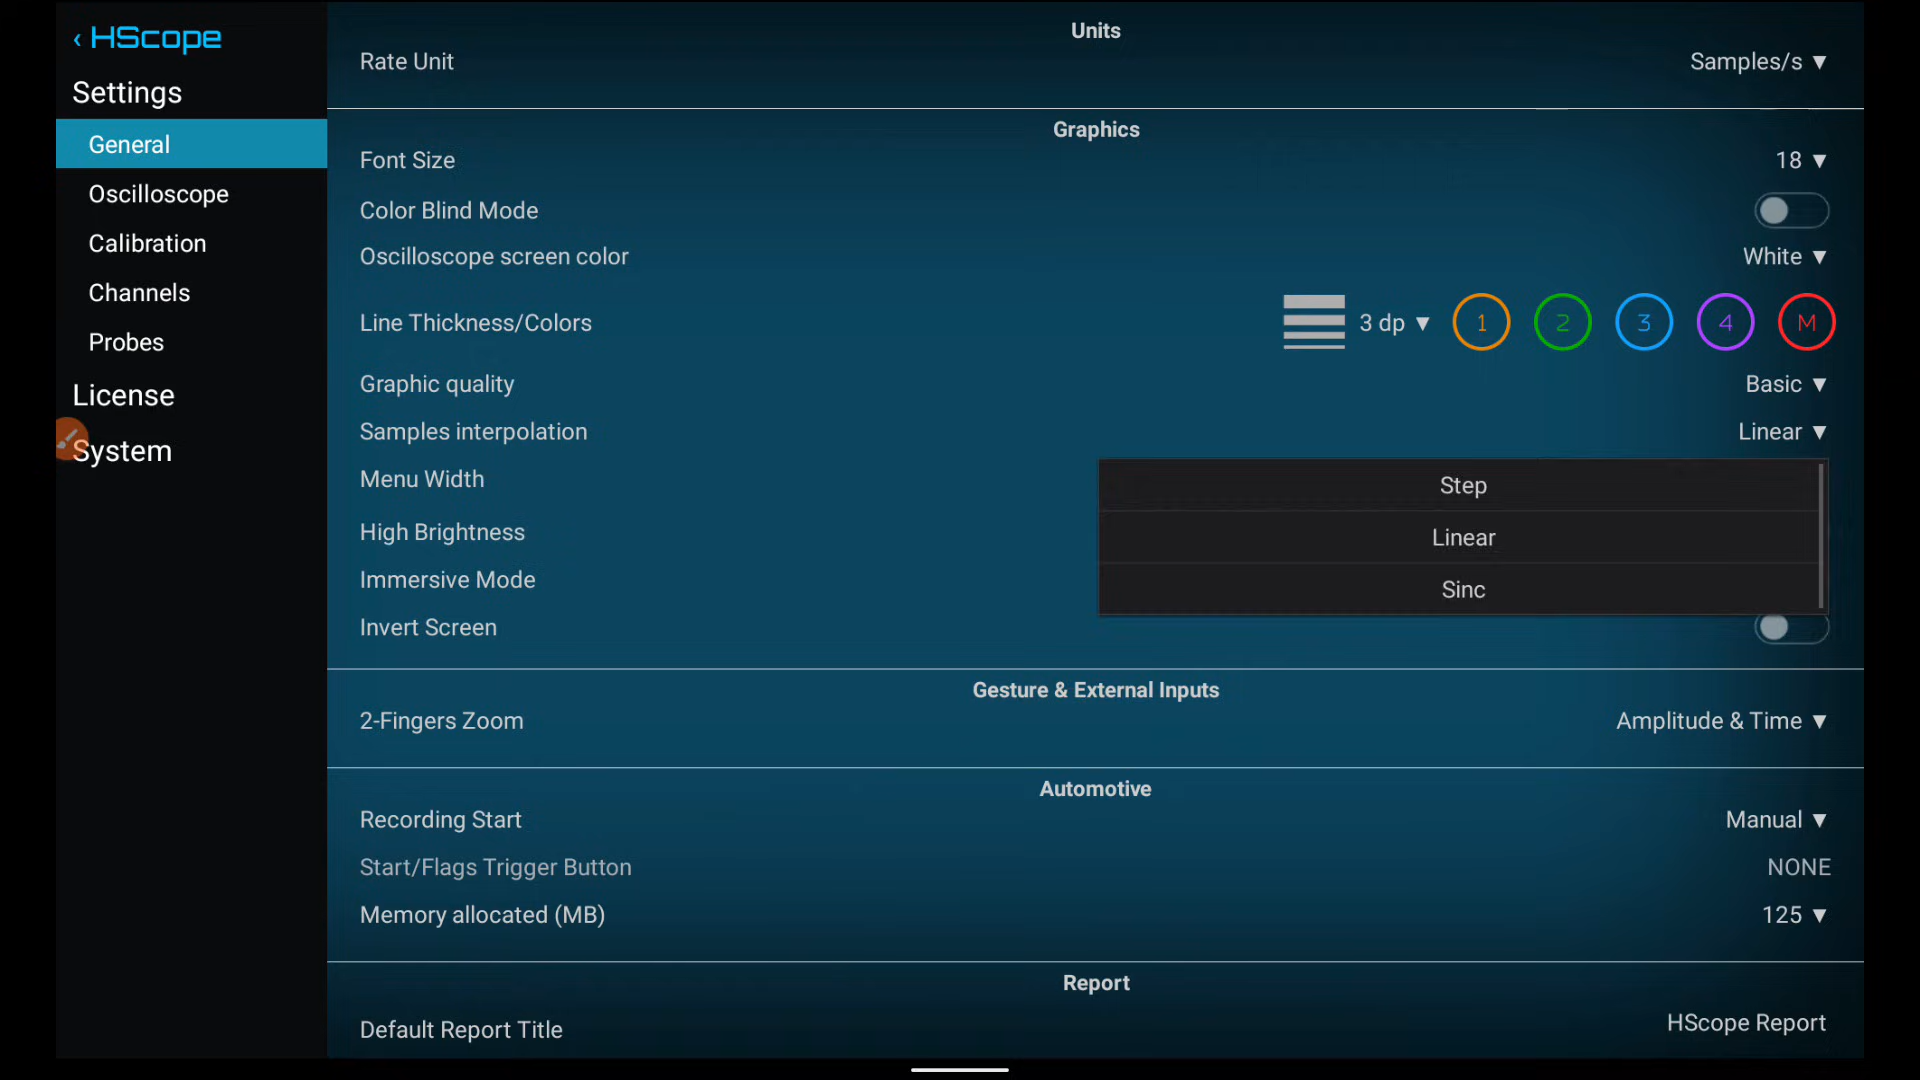 ‹ HScope
Settings
General
Oscilloscope
Calibration
Channels
Probes
License
System
Units
Rate Unit Samples/s ▼
Graphics
Font Size 18 ▼
Color Blind Mode
Oscilloscope screen color White ▼
Line Thickness/Colors 3 dp ▼ 1 2 3 4 M
Graphic quality Basic ▼
Samples interpolation Linear ▼
Menu Width
Step
Linear
Sinc
High Brightness
Immersive Mode
Invert Screen
Gesture & External Inputs
2-Fingers Zoom Amplitude & Time ▼
Automotive
Recording Start Manual ▼
Start/Flags Trigger Button NONE
Memory allocated (MB) 125 ▼
Report
Default Report Title HScope Report